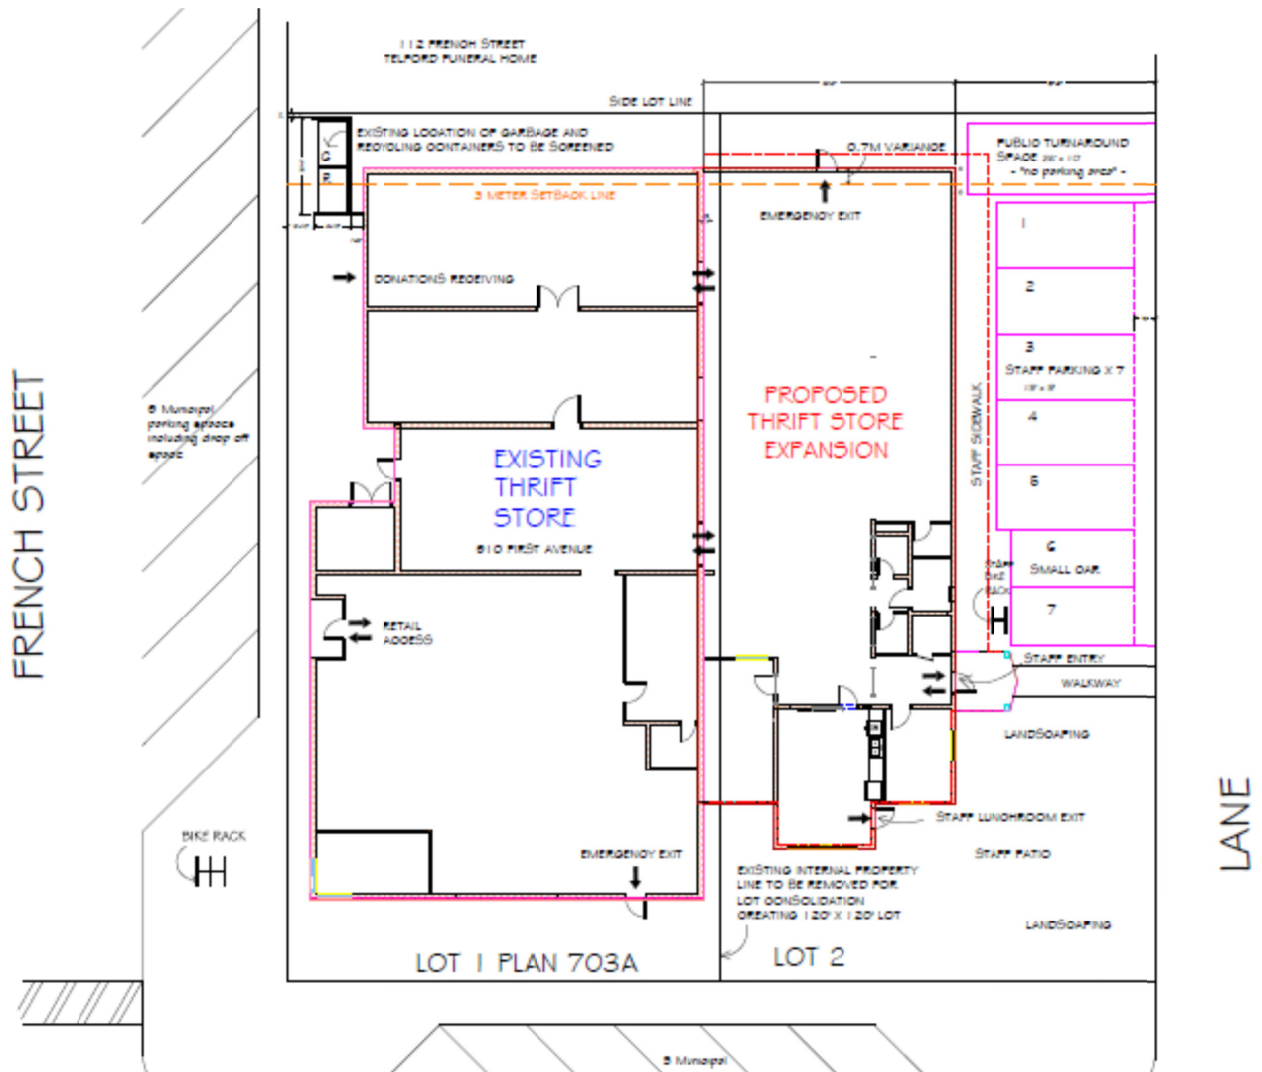 112 FRENCH STREET
TELFORD FUNERAL HOME
SIDE LOT LINE
EXISTING LOCATION OF GARBAGE AND
RECYCLING CONTAINERS TO BE SCREENED
G
R
0.7M VARIANCE
PUBLIC TURNAROUND
SPACE
- "no parking area" -
3 METER SETBACK LINE
EMERGENCY EXIT
DONATIONS RECEIVING
1
2
3
STAFF PARKING X 7
4
5
6
SMALL CAR
7
FRENCH STREET
Municipal
parking spaces
including drop off
space
PROPOSED
THRIFT STORE
EXPANSION
STAFF SIDEWALK
EXISTING
THRIFT
STORE
610 FIRST AVENUE
STAFF
BIKE
RACK
RETAIL
ACCESS
STAFF ENTRY
WALKWAY
LANDSCAPING
LANE
BIKE RACK
STAFF LUNCHROOM EXIT
EMERGENCY EXIT
STAFF PATIO
EXISTING INTERNAL PROPERTY
LINE TO BE REMOVED FOR
LOT CONSOLIDATION
CREATING 120' X 120' LOT
LANDSCAPING
LOT 1 PLAN 703A
LOT 2
Municipal